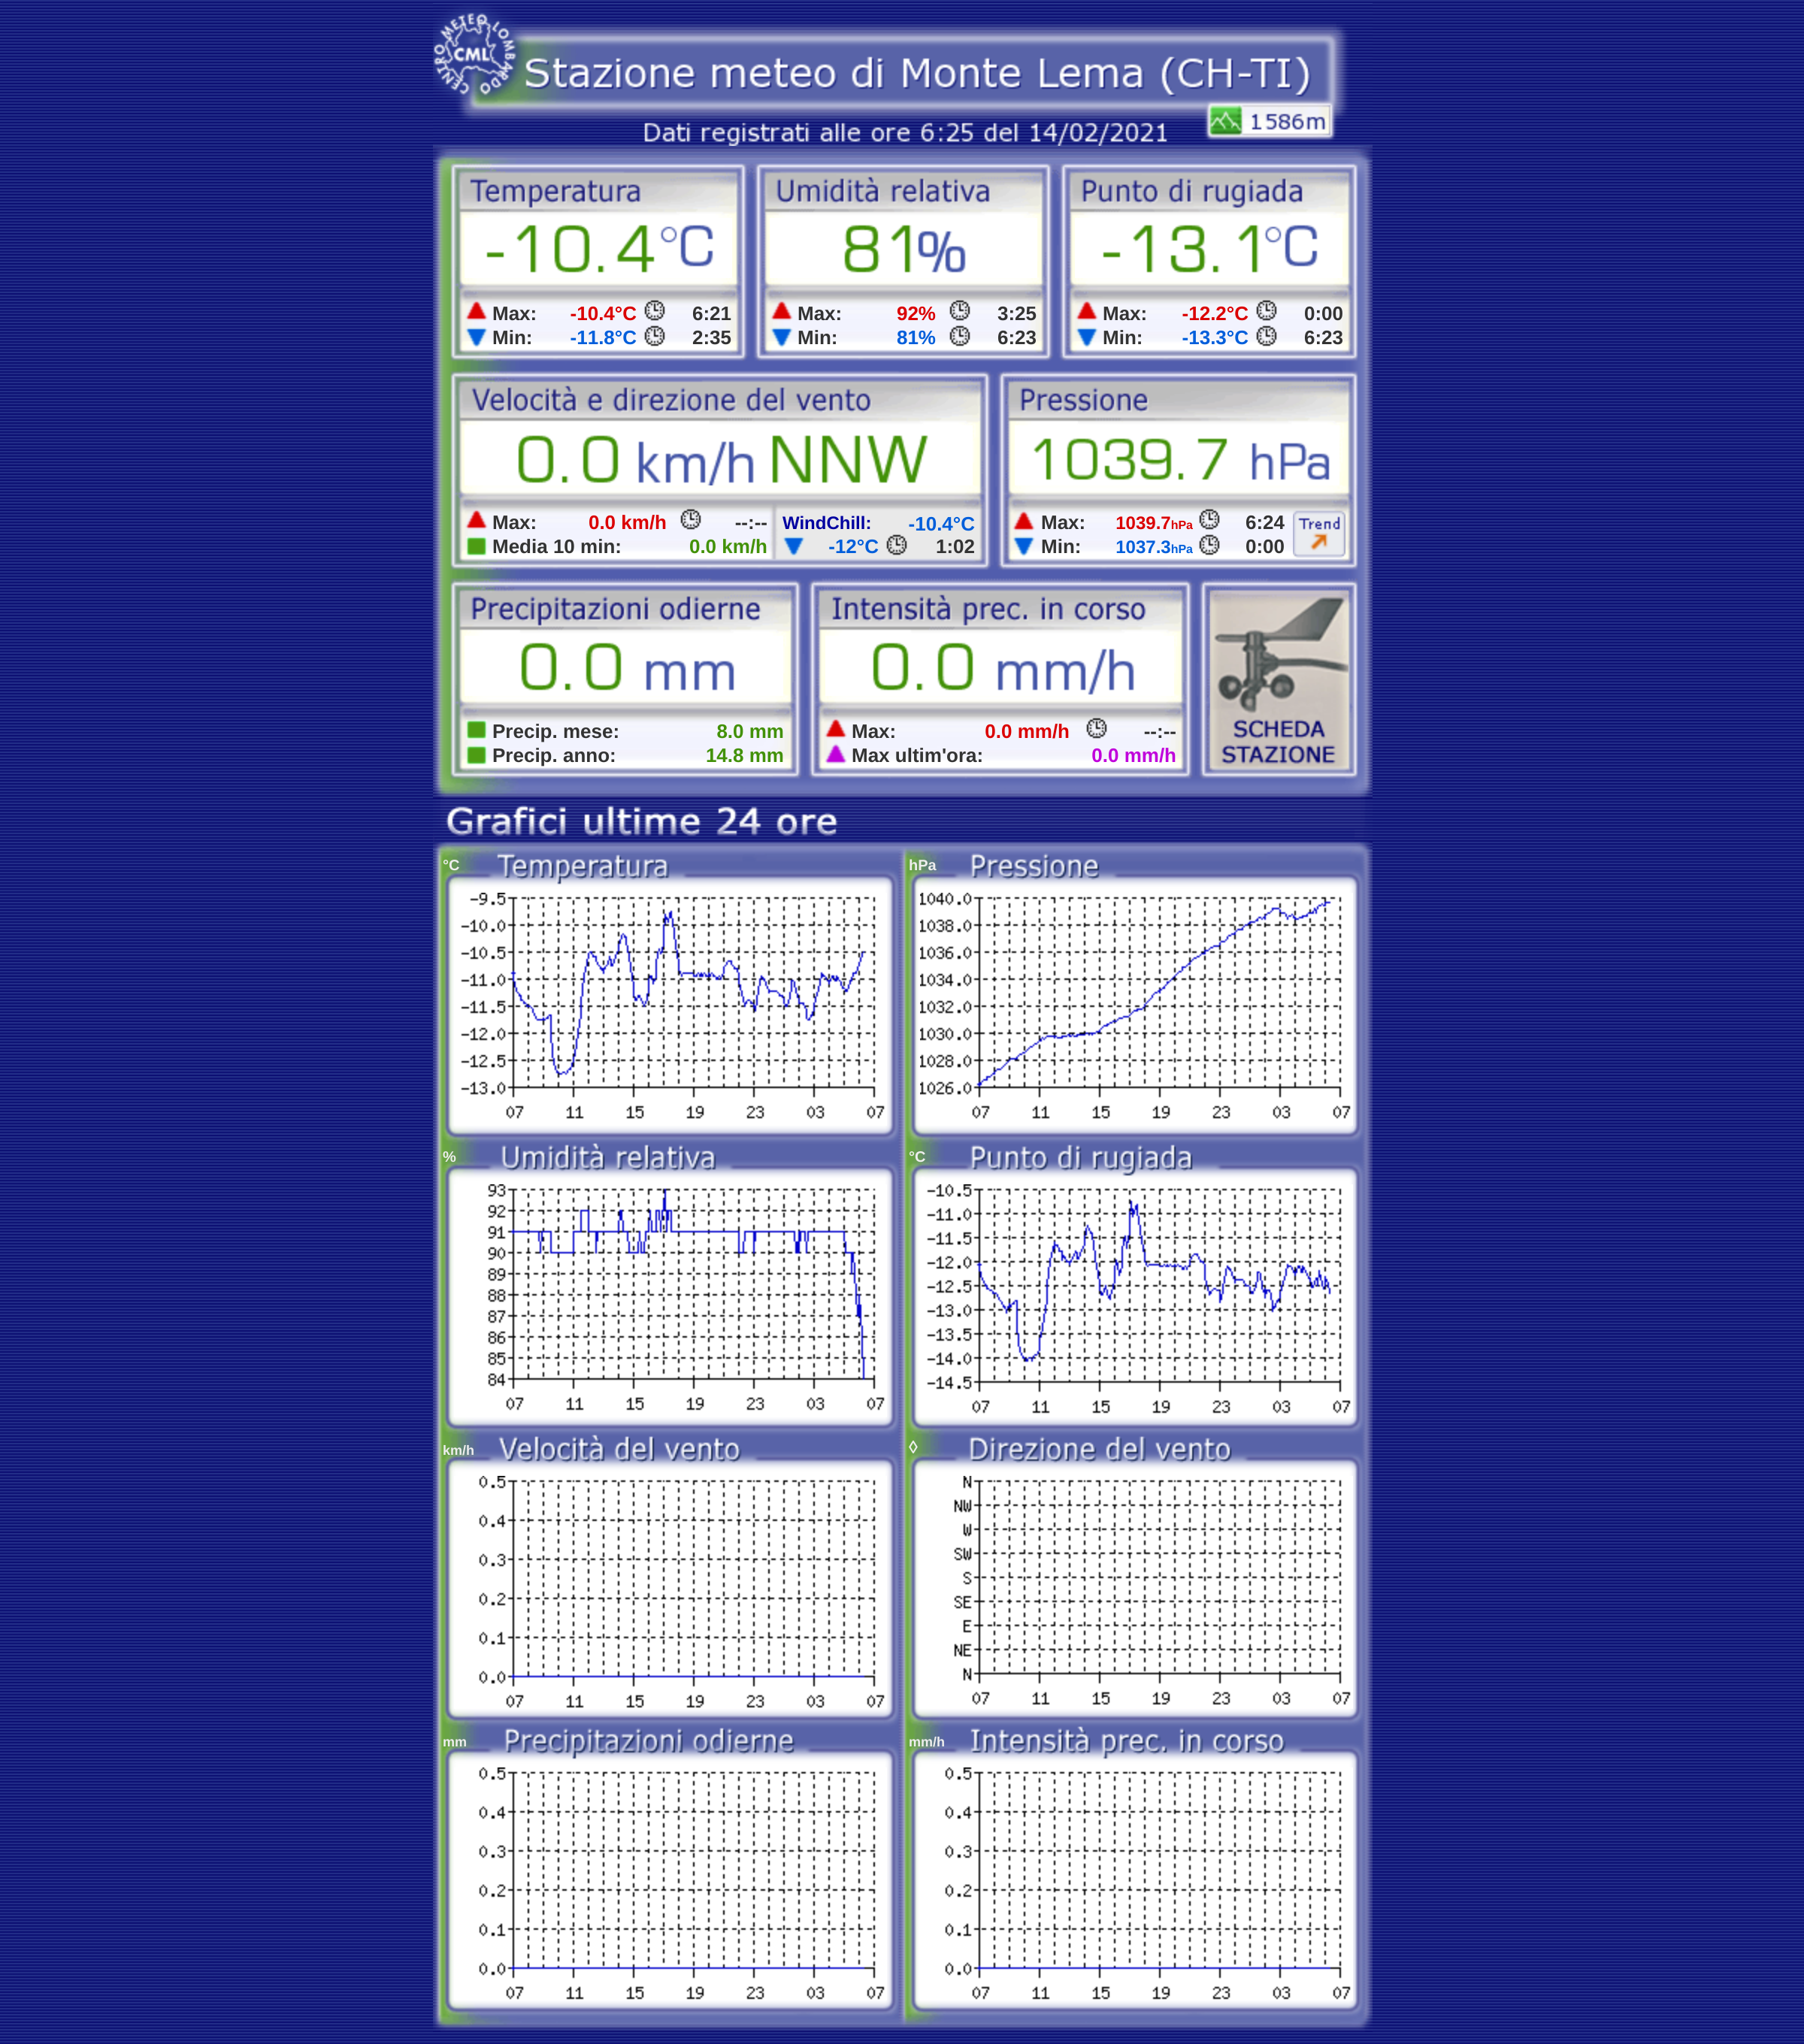 CENTRO METEO LOMBARDO
CML
Stazione meteo di Monte Lema (CH-TI)
1586m
Dati registrati alle ore 6:25 del 14/02/2021
Temperatura
-10.4°C
Max: -10.4°C 6:21
Min: -11.8°C 2:35
Umidità relativa
81%
Max: 92% 3:25
Min: 81% 6:23
Punto di rugiada
-13.1°C
Max: -12.2°C 0:00
Min: -13.3°C 6:23
Velocità e direzione del vento
0.0 km/h NNW
Max: 0.0 km/h --:--
Media 10 min: 0.0 km/h
WindChill: -10.4°C
-12°C 1:02
Pressione
1039.7 hPa
Max: 1039.7hPa 6:24
Min: 1037.3hPa 0:00
Trend
Precipitazioni odierne
0.0 mm
Precip. mese: 8.0 mm
Precip. anno: 14.8 mm
Intensità prec. in corso
0.0 mm/h
Max: 0.0 mm/h --:--
Max ultim'ora: 0.0 mm/h
SCHEDA
STAZIONE
Grafici ultime 24 ore
°C Temperatura
-9.5
-10.0
-10.5
-11.0
-11.5
-12.0
-12.5
-13.0
07 11 15 19 23 03 07
hPa Pressione
1040.0
1038.0
1036.0
1034.0
1032.0
1030.0
1028.0
1026.0
07 11 15 19 23 03 07
% Umidità relativa
93
92
91
90
89
88
87
86
85
84
07 11 15 19 23 03 07
°C Punto di rugiada
-10.5
-11.0
-11.5
-12.0
-12.5
-13.0
-13.5
-14.0
-14.5
07 11 15 19 23 03 07
km/h Velocità del vento
0.5
0.4
0.3
0.2
0.1
0.0
07 11 15 19 23 03 07
◊ Direzione del vento
N
NW
W
SW
S
SE
E
NE
N
07 11 15 19 23 03 07
mm Precipitazioni odierne
0.5
0.4
0.3
0.2
0.1
0.0
07 11 15 19 23 03 07
mm/h Intensità prec. in corso
0.5
0.4
0.3
0.2
0.1
0.0
07 11 15 19 23 03 07